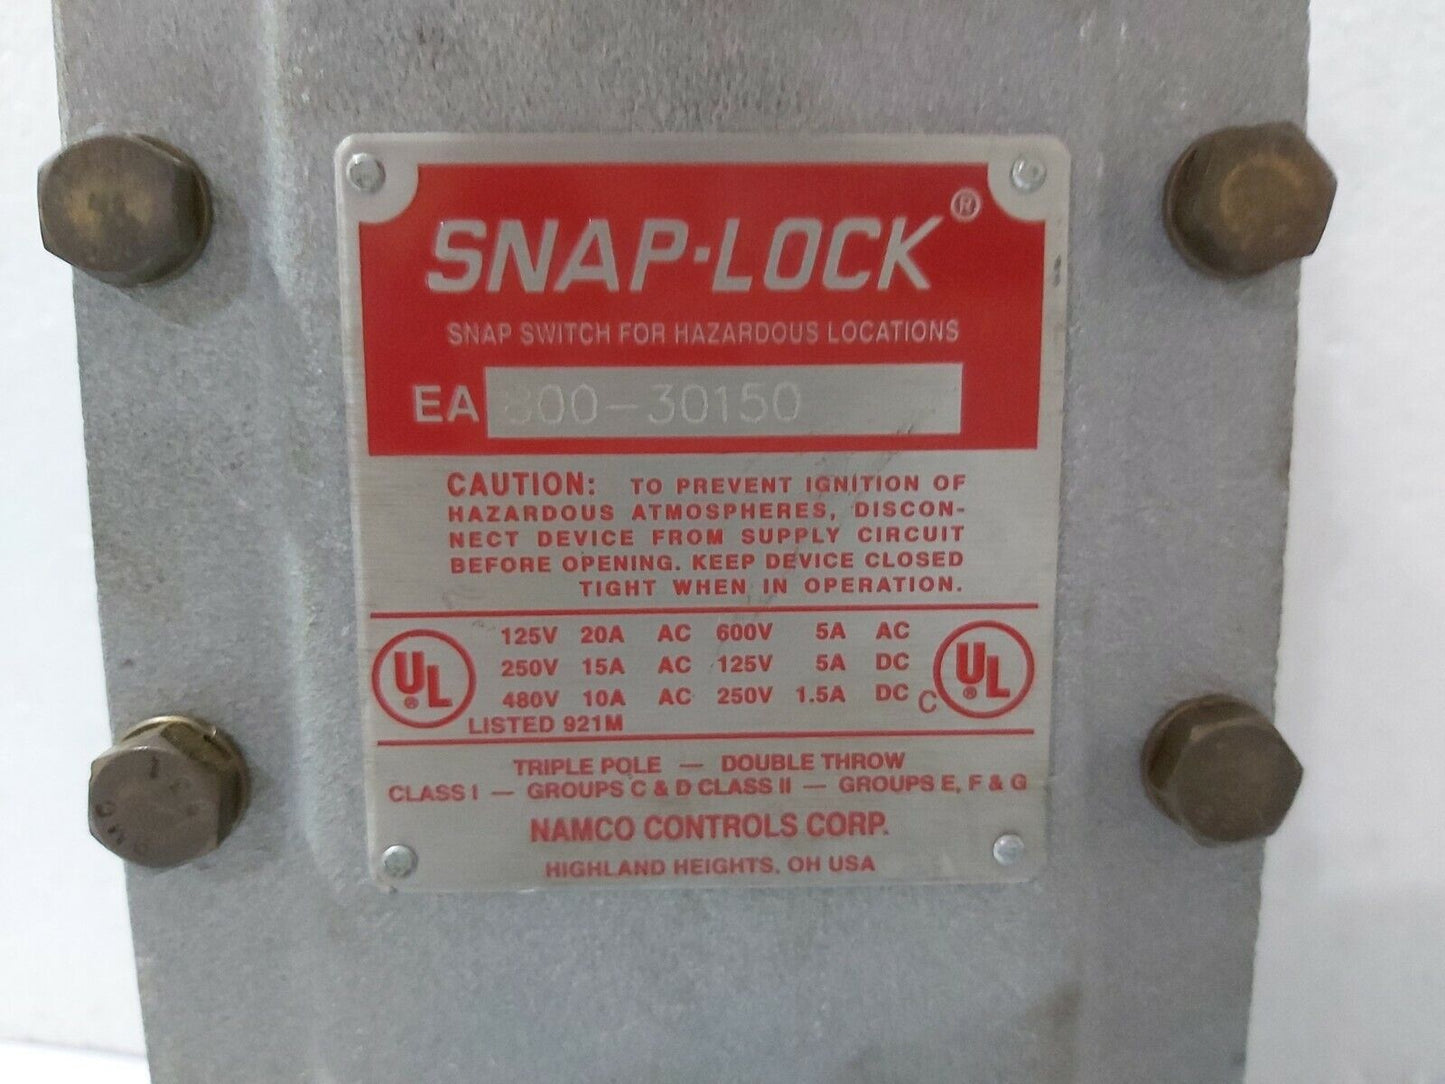 SNAP-LOCK®
SNAP SWITCH FOR HAZARDOUS LOCATIONS
EA 800-30150
CAUTION: TO PREVENT IGNITION OF
HAZARDOUS ATMOSPHERES, DISCON-
NECT DEVICE FROM SUPPLY CIRCUIT
BEFORE OPENING. KEEP DEVICE CLOSED
TIGHT WHEN IN OPERATION.
125V 20A AC 600V 5A AC
250V 15A AC 125V 5A DC
480V 10A AC 250V 1.5A DC
UL®
C UL®
LISTED 921M
TRIPLE POLE — DOUBLE THROW
CLASS I — GROUPS C & D CLASS II — GROUPS E, F & G
NAMCO CONTROLS CORP.
HIGHLAND HEIGHTS, OH USA